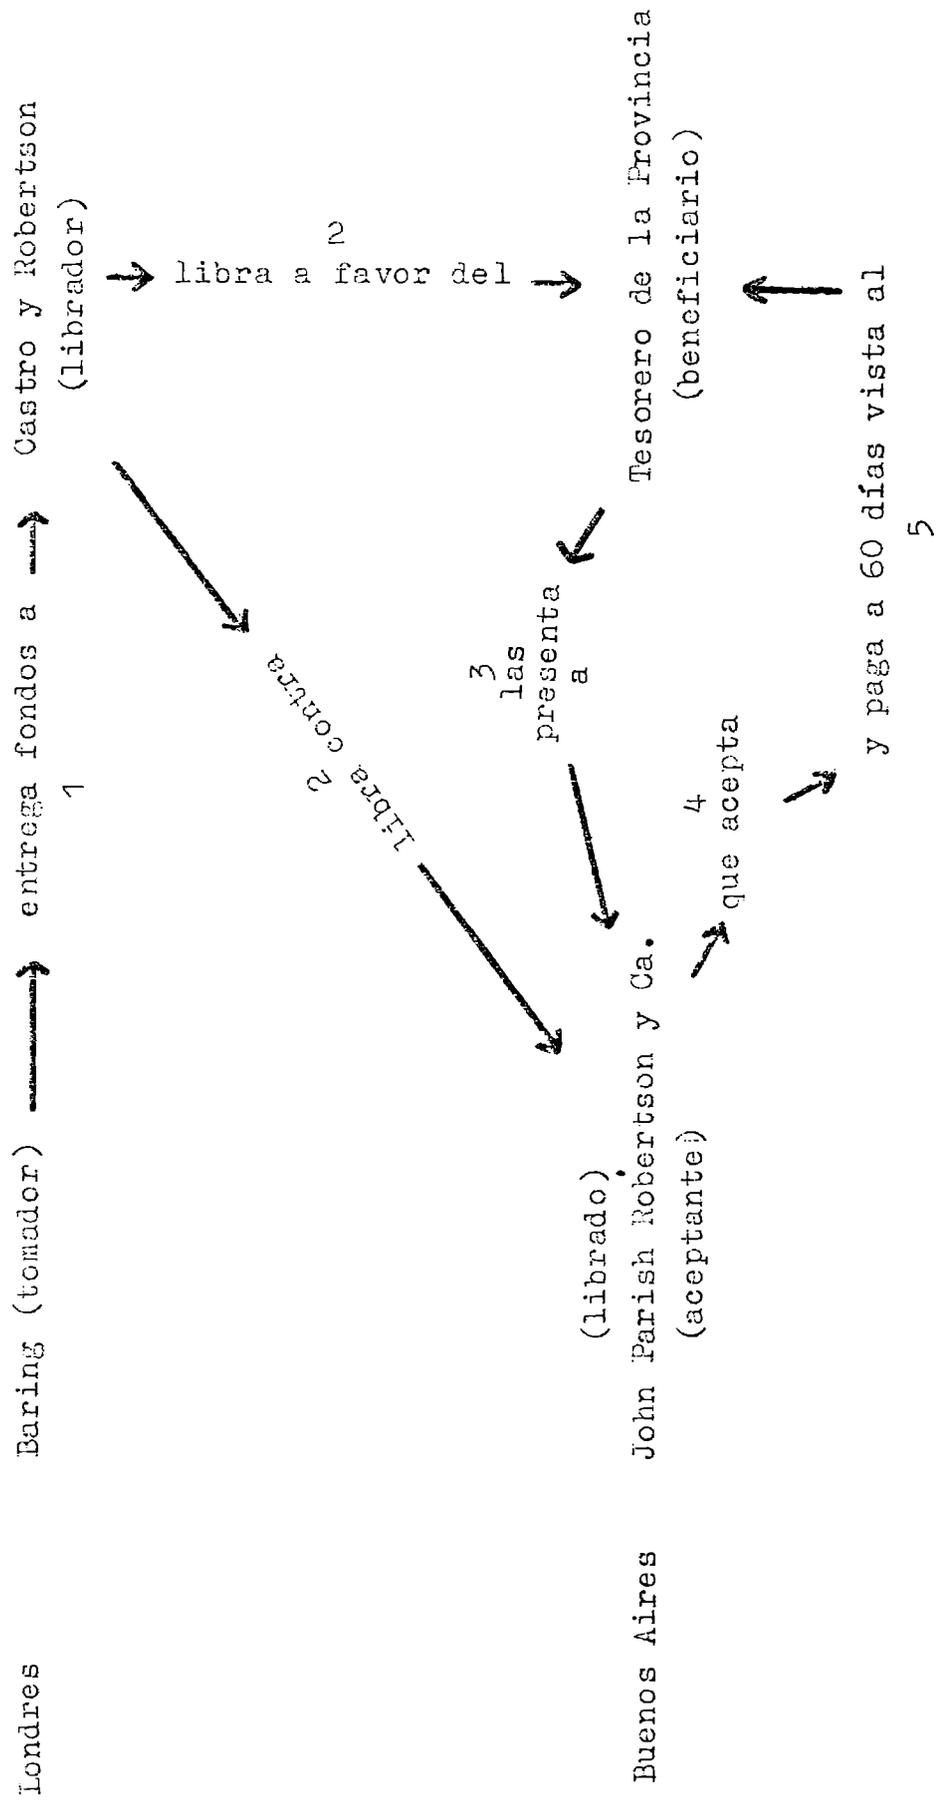 Londres
Baring (tomador)
entrega fondos a
1
Castro y Robertson
(librador)
2
libra contra
2
libra a favor del
3
las
presenta
a
Buenos Aires
(librado)
John Parish Robertson y Ca.
(aceptante)
Tesorero de la Provincia
(beneficiario)
4
que acepta
y paga a 60 días vista al
5